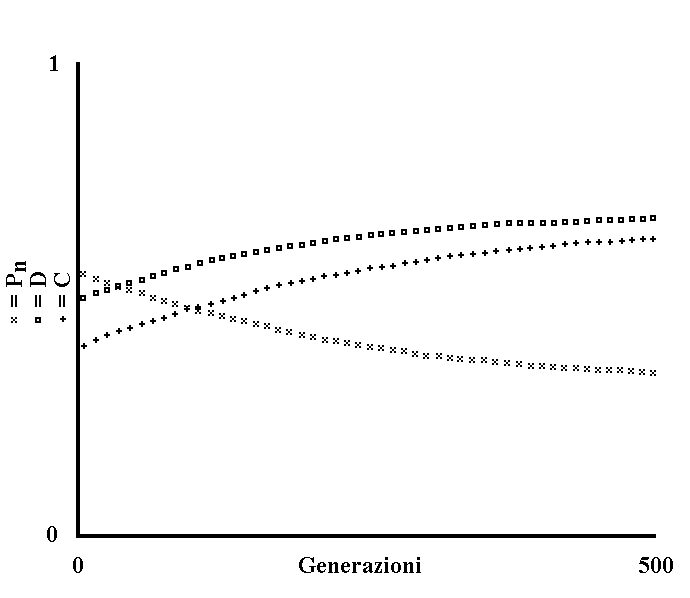 1
× = Pn
▫ = D
+ = C
0
0 Generazioni 500